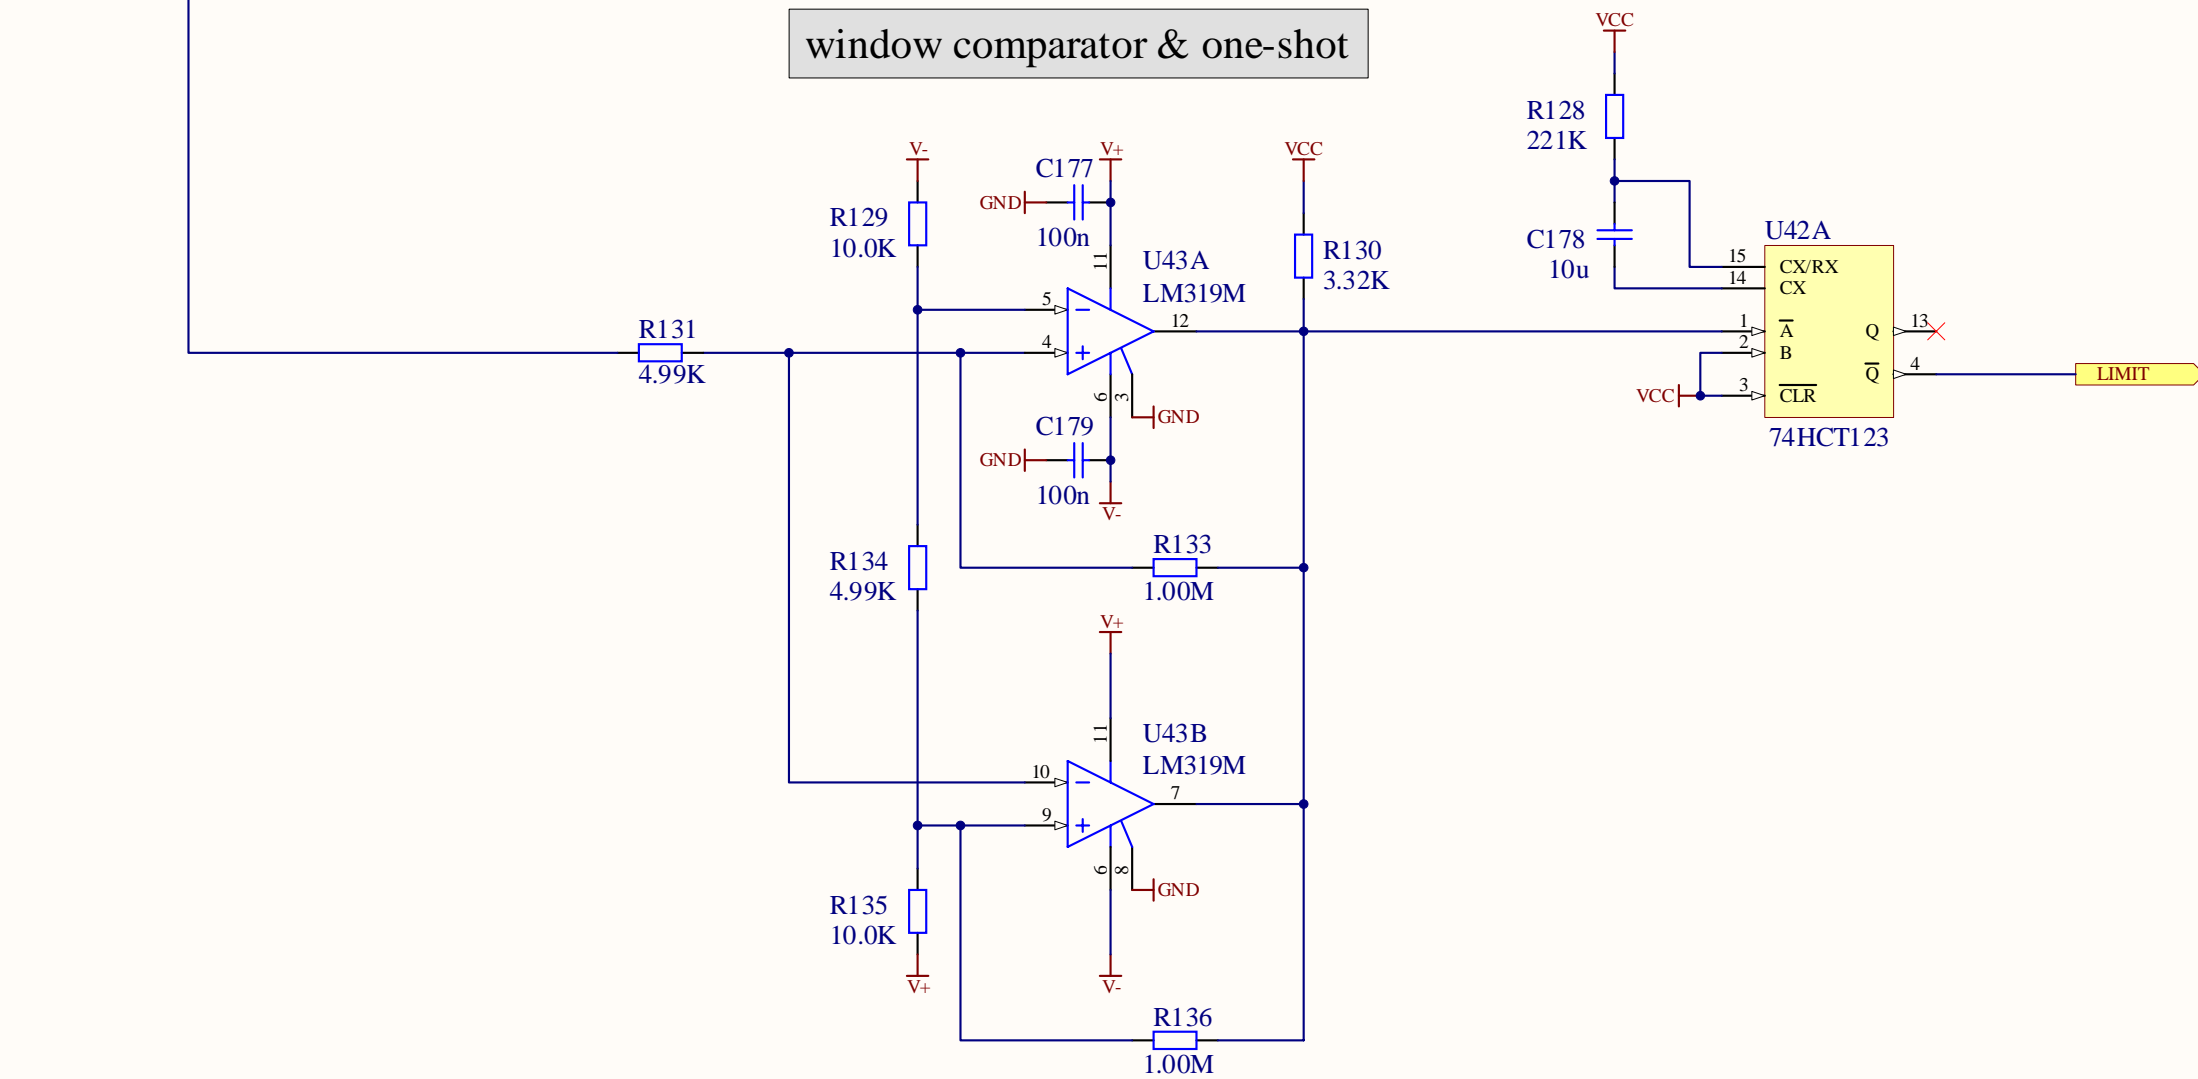 window comparator & one-shot
VCC
R128
221K
V-
C177
V+
VCC
GND
100n
R129
10.0K
11
U43A
LM319M
R130
3.32K
C178
10u
U42A
15
CX/RX
14
CX
5
4
12
6
3
GND
R131
4.99K
1
A
2
B
3
CLR
VCC
Q
13
Q
4
LIMIT
74HCT123
C179
GND
100n
V-
R134
4.99K
R133
1.00M
V+
11
U43B
LM319M
10
9
7
6
8
GND
R135
10.0K
V+
V-
R136
1.00M